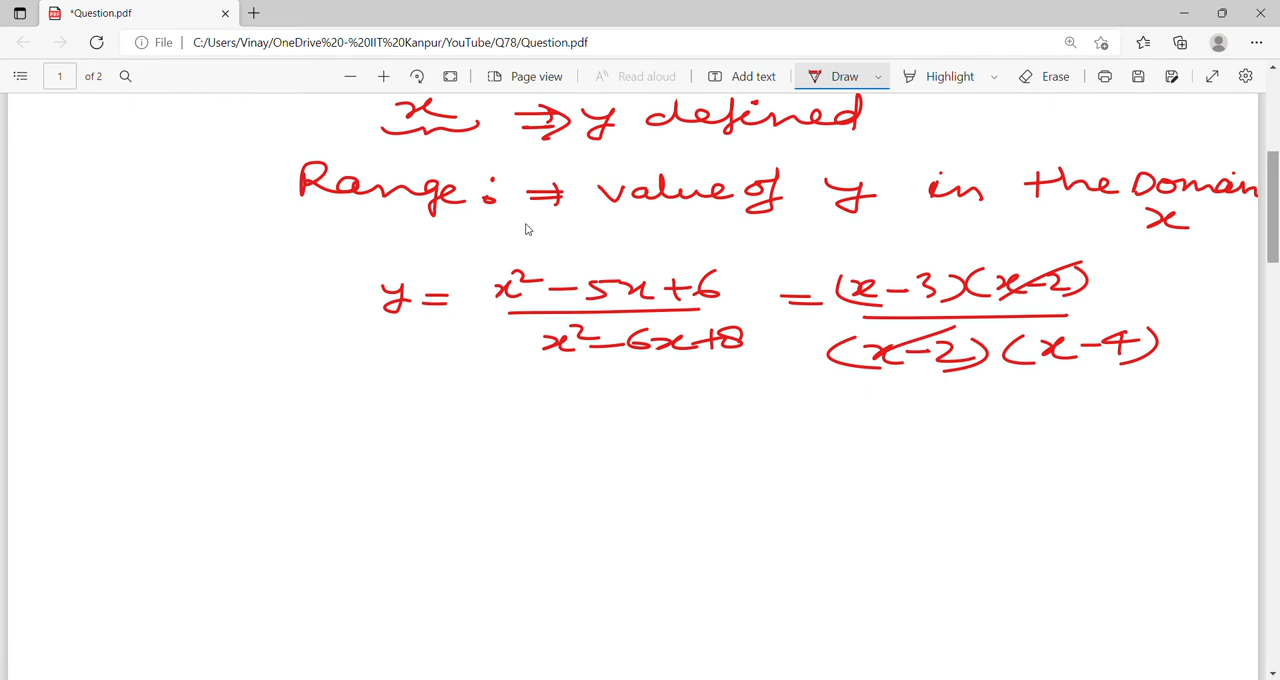 *Question.pdf
File | C:/Users/Vinay/OneDrive%20-%20IIT%20Kanpur/YouTube/Q78/Question.pdf
1 of 2 Page view Read aloud Add text Draw Highlight Erase
x ⇒ y defined
Range : ⇒ value of y in the Domain
x
y = x² - 5x + 6 / x² - 6x + 8 = (x - 3)(x - 2) / (x - 2)(x - 4)